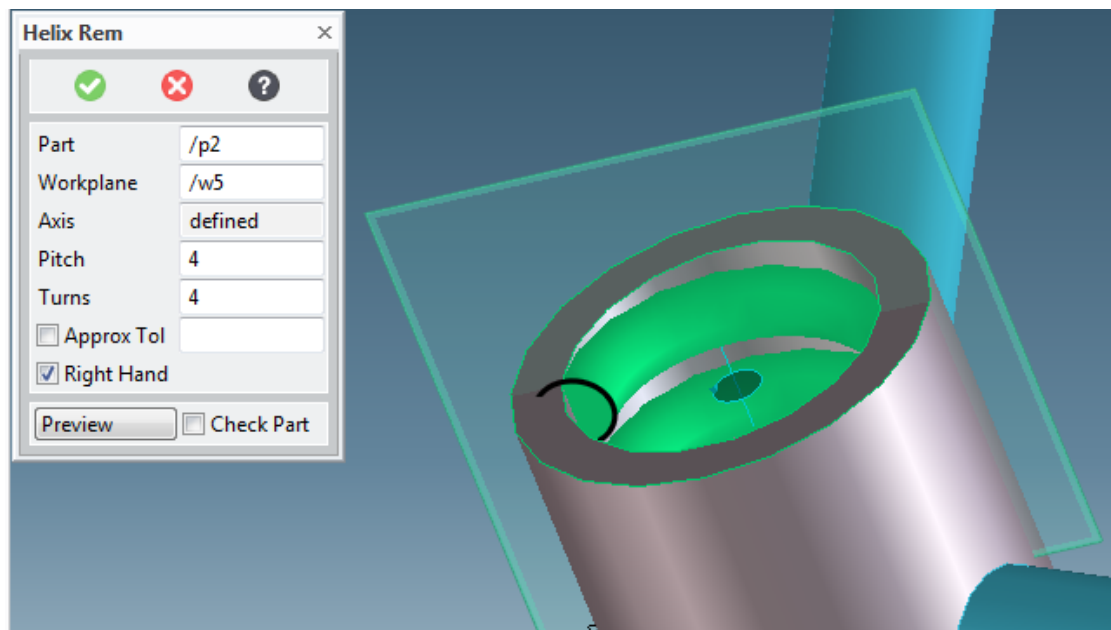 Helix Rem
Part /p2
Workplane /w5
Axis defined
Pitch 4
Turns 4
Approx Tol
Right Hand
Preview Check Part